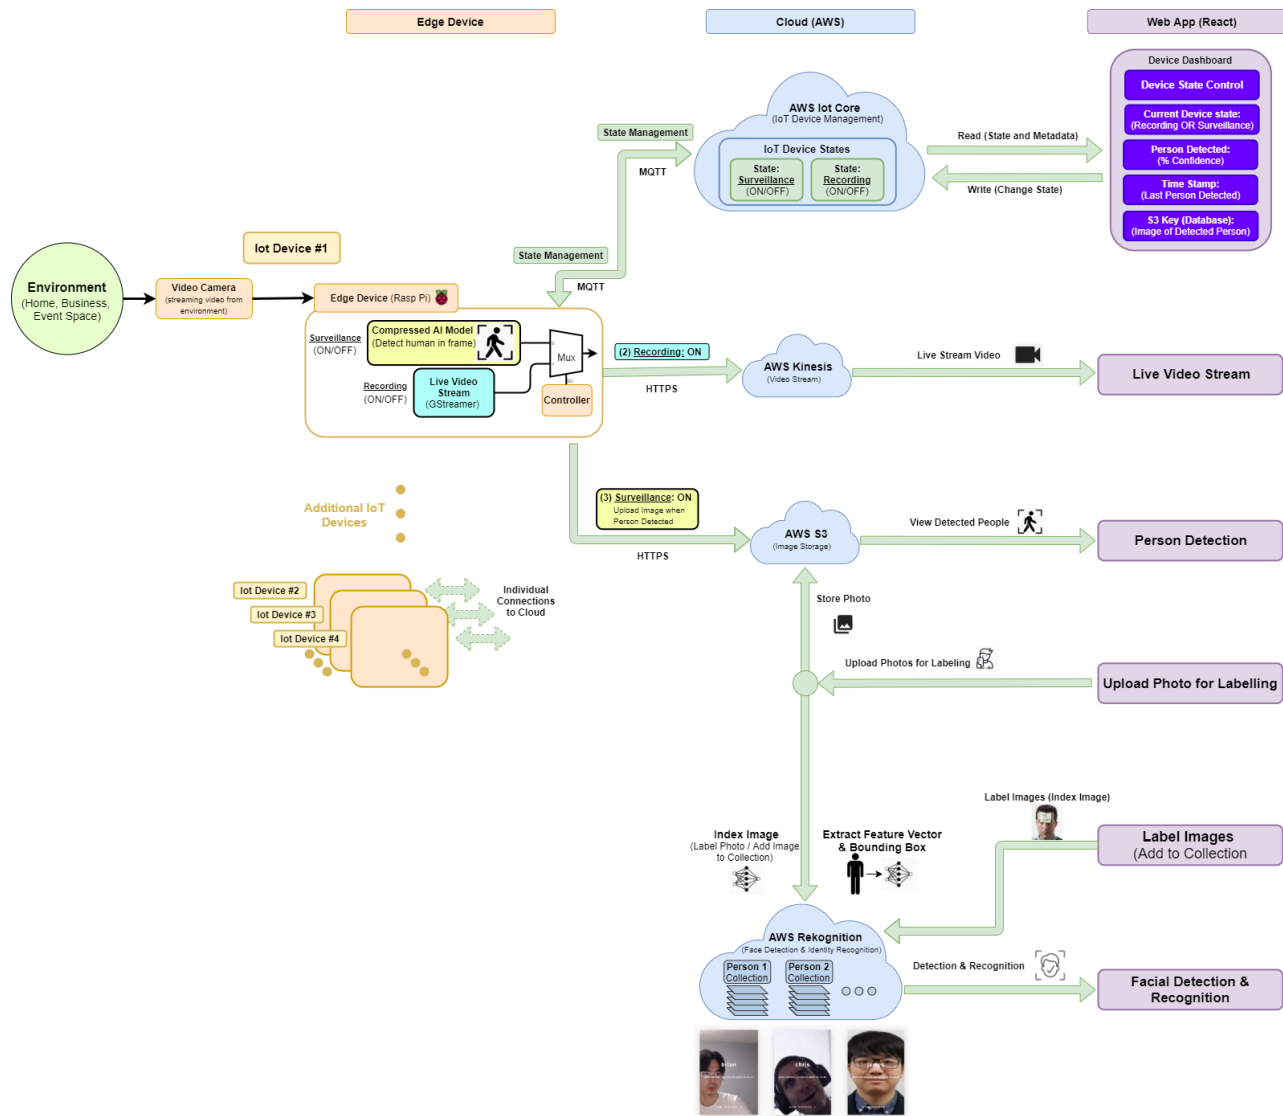 Edge Device
Cloud (AWS)
Web App (React)
Device Dashboard
Device State Control
Current Device state:
(Recording OR Surveillance)
Person Detected:
(% Confidence)
Time Stamp:
(Last Person Detected)
S3 Key (Database):
(Image of Detected Person)
AWS Iot Core
(IoT Device Management)
IoT Device States
State:
Surveillance
(ON/OFF)
State:
Recording
(ON/OFF)
Read (State and Metadata)
Write (Change State)
State Management
MQTT
State Management
MQTT
Iot Device #1
Environment
(Home, Business,
Event Space)
Video Camera
(streaming video from
environment)
Edge Device (Rasp Pi)
Surveillance
(ON/OFF)
Compressed AI Model
(Detect human in frame)
Mux
Recording
(ON/OFF)
Live Video
Stream
(GStreamer)
Controller
(2) Recording: ON
HTTPS
AWS Kinesis
(Video Stream)
Live Stream Video
Live Video Stream
(3) Surveillance: ON
Upload Image when
Person Detected
HTTPS
AWS S3
(Image Storage)
View Detected People
Person Detection
Additional IoT
Devices
Iot Device #2
Iot Device #3
Iot Device #4
Individual
Connections
to Cloud
Store Photo
Upload Photos for Labeling
Upload Photo for Labelling
Label Images (Index Image)
Label Images
(Add to Collection
Index Image
(Label Photo / Add Image
to Collection)
Extract Feature Vector
& Bounding Box
AWS Rekognition
(Face Detection & Identity Recognition)
Person 1
Collection
Person 2
Collection
Detection & Recognition
Facial Detection &
Recognition
brian
chris